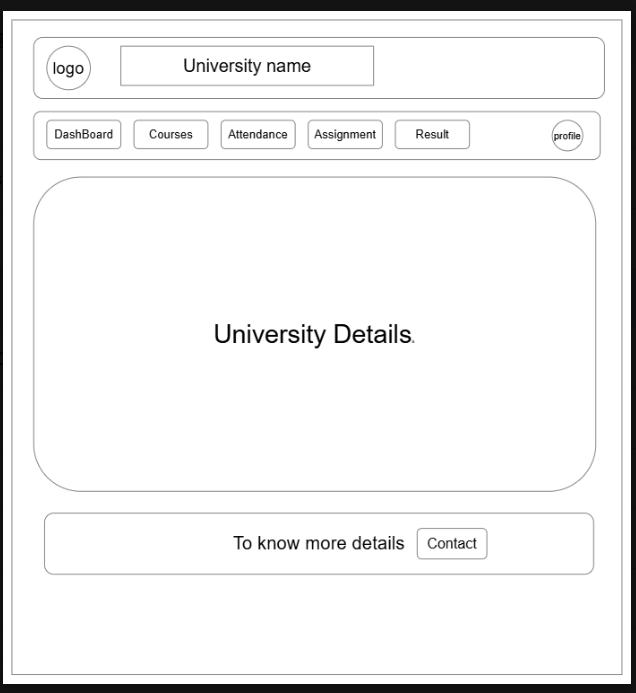 logo
University name
DashBoard
Courses
Attendance
Assignment
Result
profile
University Details.
To know more details
Contact